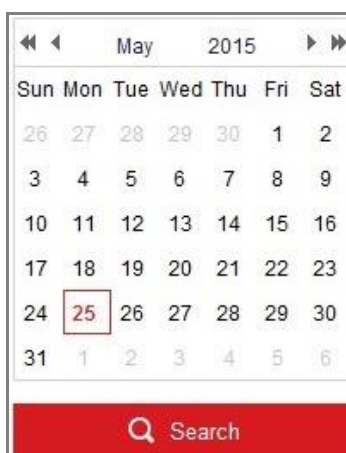 May 2015
Sun Mon Tue Wed Thu Fri Sat
26 27 28 29 30 1 2
3 4 5 6 7 8 9
10 11 12 13 14 15 16
17 18 19 20 21 22 23
24 25 26 27 28 29 30
31 1 2 3 4 5 6
Search